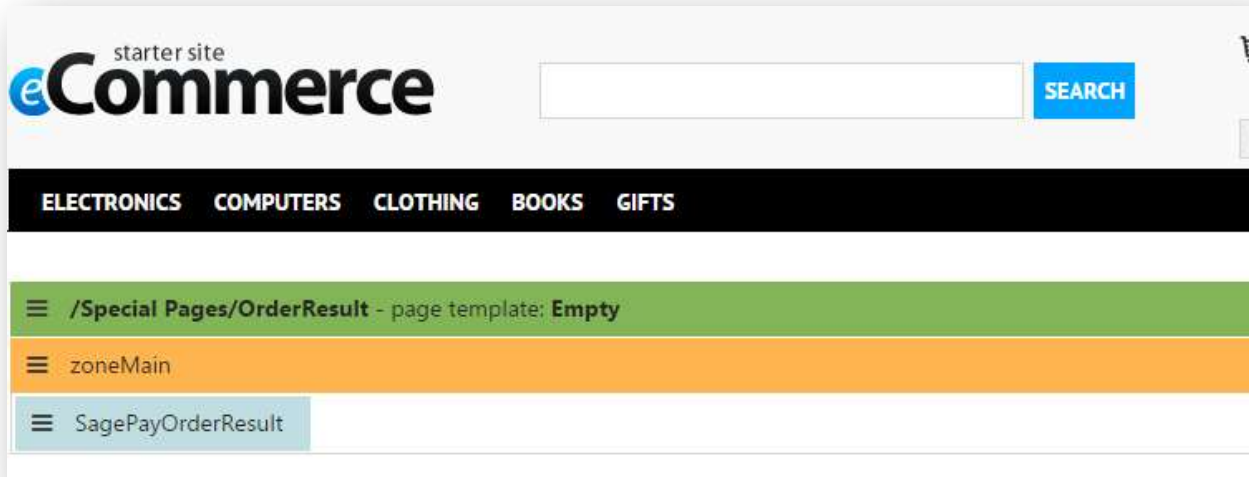 starter site
eCommerce
SEARCH
ELECTRONICS COMPUTERS CLOTHING BOOKS GIFTS
/Special Pages/OrderResult - page template: Empty
zoneMain
SagePayOrderResult